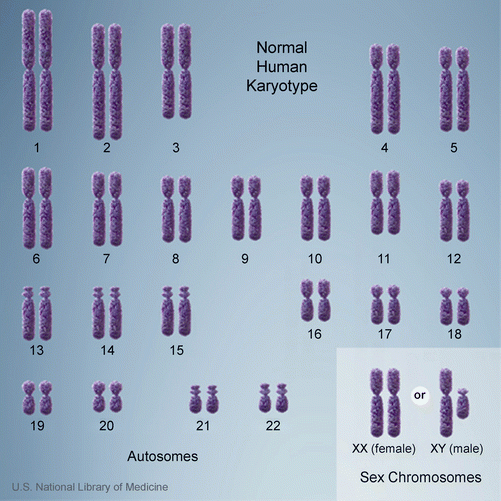 Normal
Human
Karyotype
1 2 3 4 5
6 7 8 9 10 11 12
13 14 15 16 17 18
19 20 21 22
or
XX (female) XY (male)
Autosomes
Sex Chromosomes
U.S. National Library of Medicine